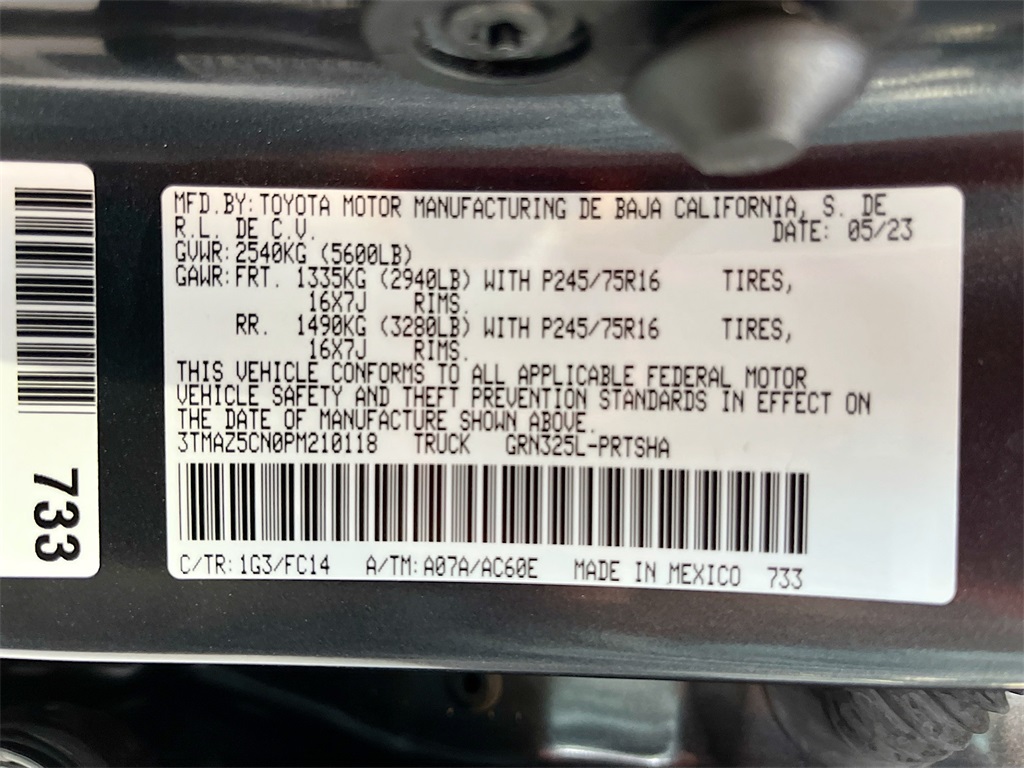 MFD.BY: TOYOTA MOTOR MANUFACTURING DE BAJA CALIFORNIA, S. DE
R.L. DE C.V. DATE: 05/23
GVWR: 2540KG (5600LB)
GAWR: FRT. 1335KG (2940LB) WITH P245/75R16 TIRES,
16X7J RIMS.
RR. 1490KG (3280LB) WITH P245/75R16 TIRES,
16X7J RIMS.
THIS VEHICLE CONFORMS TO ALL APPLICABLE FEDERAL MOTOR
VEHICLE SAFETY AND THEFT PREVENTION STANDARDS IN EFFECT ON
THE DATE OF MANUFACTURE SHOWN ABOVE.
3TMAZ5CN0PM210118 TRUCK GRN325L-PRTSHA
C/TR: 1G3/FC14 A/TM: A07A/AC60E MADE IN MEXICO 733
733